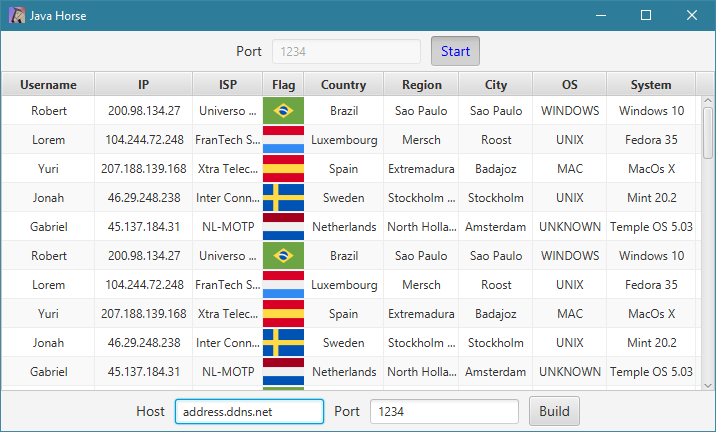 Java Horse
Port 1234 Start
Username IP ISP Flag Country Region City OS System
Robert 200.98.134.27 Universo ... Brazil Sao Paulo Sao Paulo WINDOWS Windows 10
Lorem 104.244.72.248 FranTech S... Luxembourg Mersch Roost UNIX Fedora 35
Yuri 207.188.139.168 Xtra Telec... Spain Extremadura Badajoz MAC MacOs X
Jonah 46.29.248.238 Inter Conn... Sweden Stockholm ... Stockholm UNIX Mint 20.2
Gabriel 45.137.184.31 NL-MOTP Netherlands North Holla... Amsterdam UNKNOWN Temple OS 5.03
Robert 200.98.134.27 Universo ... Brazil Sao Paulo Sao Paulo WINDOWS Windows 10
Lorem 104.244.72.248 FranTech S... Luxembourg Mersch Roost UNIX Fedora 35
Yuri 207.188.139.168 Xtra Telec... Spain Extremadura Badajoz MAC MacOs X
Jonah 46.29.248.238 Inter Conn... Sweden Stockholm ... Stockholm UNIX Mint 20.2
Gabriel 45.137.184.31 NL-MOTP Netherlands North Holla... Amsterdam UNKNOWN Temple OS 5.03
Host address.ddns.net Port 1234 Build